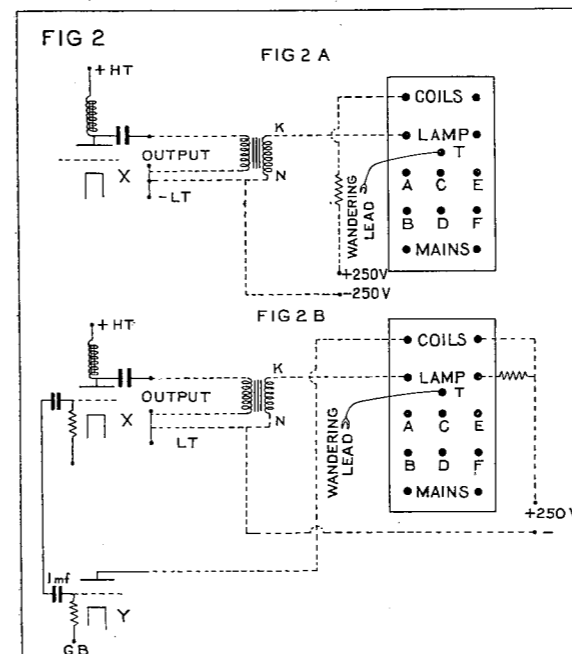 FIG 2
FIG 2 A
+ HT
COILS
K
LAMP
T
OUTPUT
X
N
A C E
-LT
WANDERING
LEAD
B D F
MAINS
+250V
-250V
FIG 2 B
+ HT
COILS
K
LAMP
T
OUTPUT
X
N
A C E
LT
WANDERING
LEAD
B D F
MAINS
+250V
-
1mf
Y
GB